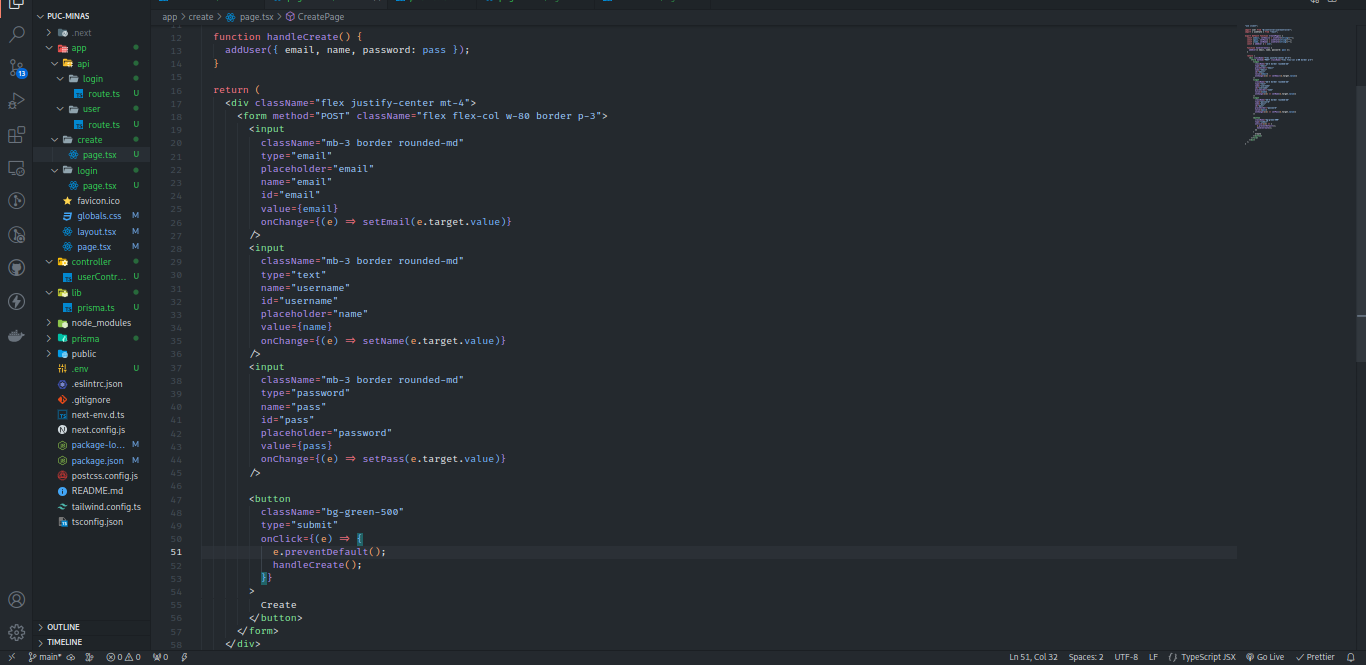 PUC-MINAS
.next
app
api
login
route.ts U
user
route.ts U
create
page.tsx U
login
page.tsx U
favicon.ico
globals.css M
layout.tsx M
page.tsx M
controller
userContr... U
lib
prisma.ts U
node_modules
prisma
public
.env U
.eslintrc.json
.gitignore
next-env.d.ts
next.config.js
package-lo... M
package.json M
postcss.config.js
README.md
tailwind.config.ts
tsconfig.json
OUTLINE
TIMELINE
13
app > create > page.tsx > CreatePage
12 function handleCreate() {
13 addUser({ email, name, password: pass });
14 }
15
16 return (
17 <div className="flex justify-center mt-4">
18 <form method="POST" className="flex flex-col w-80 border p-3">
19 <input
20 className="mb-3 border rounded-md"
21 type="email"
22 placeholder="email"
23 name="email"
24 id="email"
25 value={email}
26 onChange={(e) => setEmail(e.target.value)}
27 />
28 <input
29 className="mb-3 border rounded-md"
30 type="text"
31 name="username"
32 id="username"
33 placeholder="name"
34 value={name}
35 onChange={(e) => setName(e.target.value)}
36 />
37 <input
38 className="mb-3 border rounded-md"
39 type="password"
40 name="pass"
41 id="pass"
42 placeholder="password"
43 value={pass}
44 onChange={(e) => setPass(e.target.value)}
45 />
46
47 <button
48 className="bg-green-500"
49 type="submit"
50 onClick={(e) => {
51 e.preventDefault();
52 handleCreate();
53 }}
54 >
55 Create
56 </button>
57 </form>
58 </div>
main* 0 0 0 Ln 51, Col 32 Spaces: 2 UTF-8 LF {} TypeScript JSX Go Live Prettier